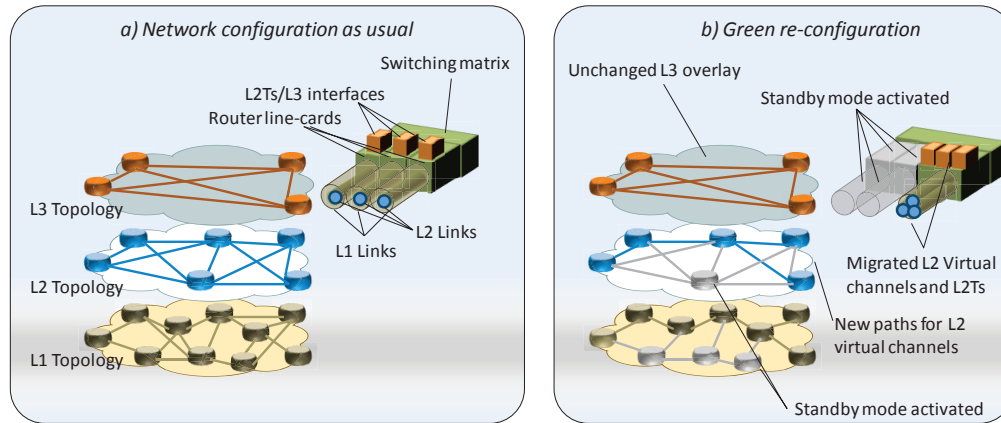 a) Network configuration as usual
Switching matrix
L2Ts/L3 interfaces
Router line-cards
L3 Topology
L2 Links
L1 Links
L2 Topology
L1 Topology
b) Green re-configuration
Unchanged L3 overlay
Standby mode activated
Migrated L2 Virtual
channels and L2Ts
New paths for L2
virtual channels
Standby mode activated